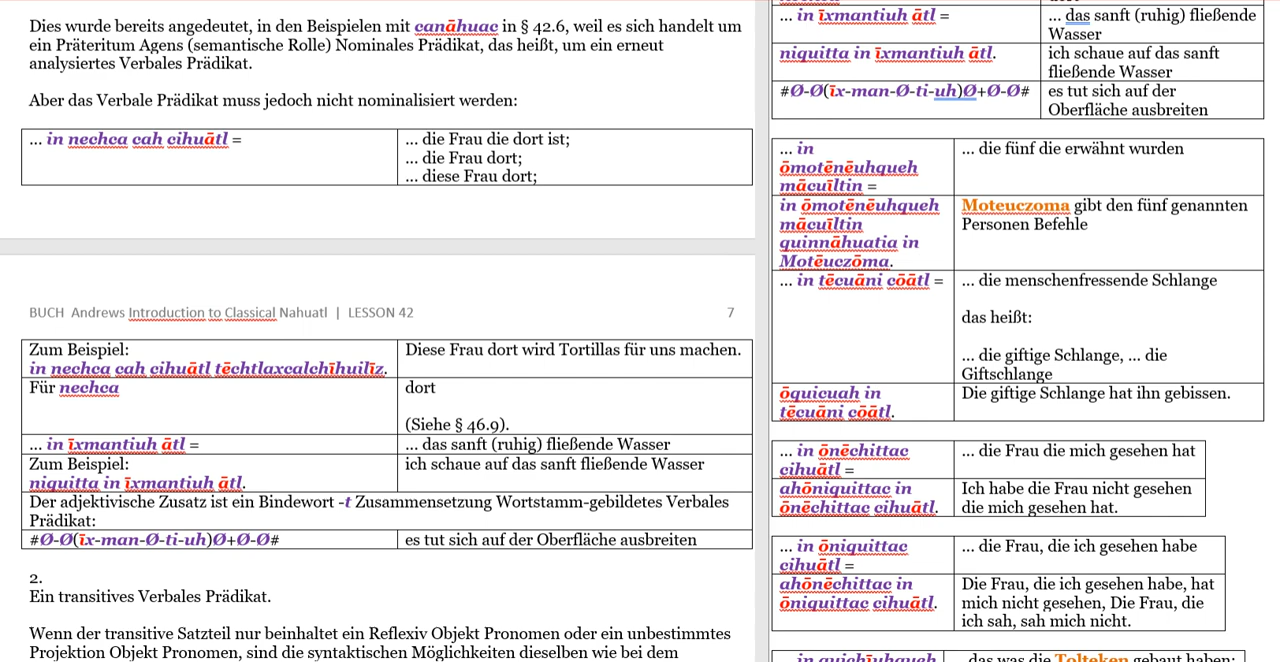 Dies wurde bereits angedeutet, in den Beispielen mit canāhuac in § 42.6, weil es sich handelt um
ein Präteritum Agens (semantische Rolle) Nominales Prädikat, das heißt, um ein erneut
analysiertes Verbales Prädikat.
Aber das Verbale Prädikat muss jedoch nicht nominalisiert werden:
... in nechca cah cihuātl =
... die Frau die dort ist;
... die Frau dort;
... diese Frau dort;
BUCH Andrews Introduction to Classical Nahuatl | LESSON 42
7
Zum Beispiel:
in nechca cah cihuātl tēchtlaxcalchīhuilīz.
Diese Frau dort wird Tortillas für uns machen.
Für nechca
dort
(Siehe § 46.9).
... in īxmantiuh ātl =
... das sanft (ruhig) fließende Wasser
Zum Beispiel:
niquitta in īxmantiuh ātl.
ich schaue auf das sanft fließende Wasser
Der adjektivische Zusatz ist ein Bindewort -t Zusammensetzung Wortstamm-gebildetes Verbales
Prädikat:
#Ø-Ø(īx-man-Ø-ti-uh)Ø+Ø-Ø#
es tut sich auf der Oberfläche ausbreiten
2.
Ein transitives Verbales Prädikat.
Wenn der transitive Satzteil nur beinhaltet ein Reflexiv Objekt Pronomen oder ein unbestimmtes
Projektion Objekt Pronomen, sind die syntaktischen Möglichkeiten dieselben wie bei dem
... in īxmantiuh ātl =
... das sanft (ruhig) fließende
Wasser
niquitta in īxmantiuh ātl.
ich schaue auf das sanft
fließende Wasser
#Ø-Ø(īx-man-Ø-ti-uh)Ø+Ø-Ø#
es tut sich auf der
Oberfläche ausbreiten
... in
ōmotēnēuhqueh
mācuīltin =
... die fünf die erwähnt wurden
in ōmotēnēuhqueh
mācuīltin
quinnāhuatia in
Motēuczōma.
Moteuczoma gibt den fünf genannten
Personen Befehle
... in tēcuāni cōātl =
... die menschenfressende Schlange
das heißt:
... die giftige Schlange, ... die
Giftschlange
ōquicuah in
tēcuāni cōātl.
Die giftige Schlange hat ihn gebissen.
... in ōnēchittac
cihuātl =
... die Frau die mich gesehen hat
ahōniquittac in
ōnēchittac cihuātl.
Ich habe die Frau nicht gesehen
die mich gesehen hat.
... in ōniquittac
cihuātl =
... die Frau, die ich gesehen habe
ahōnēchittac in
ōniquittac cihuātl.
Die Frau, die ich gesehen habe, hat
mich nicht gesehen, Die Frau, die
ich sah, sah mich nicht.
... in quichīuhqueh
... das was die Tolteken gebaut haben;